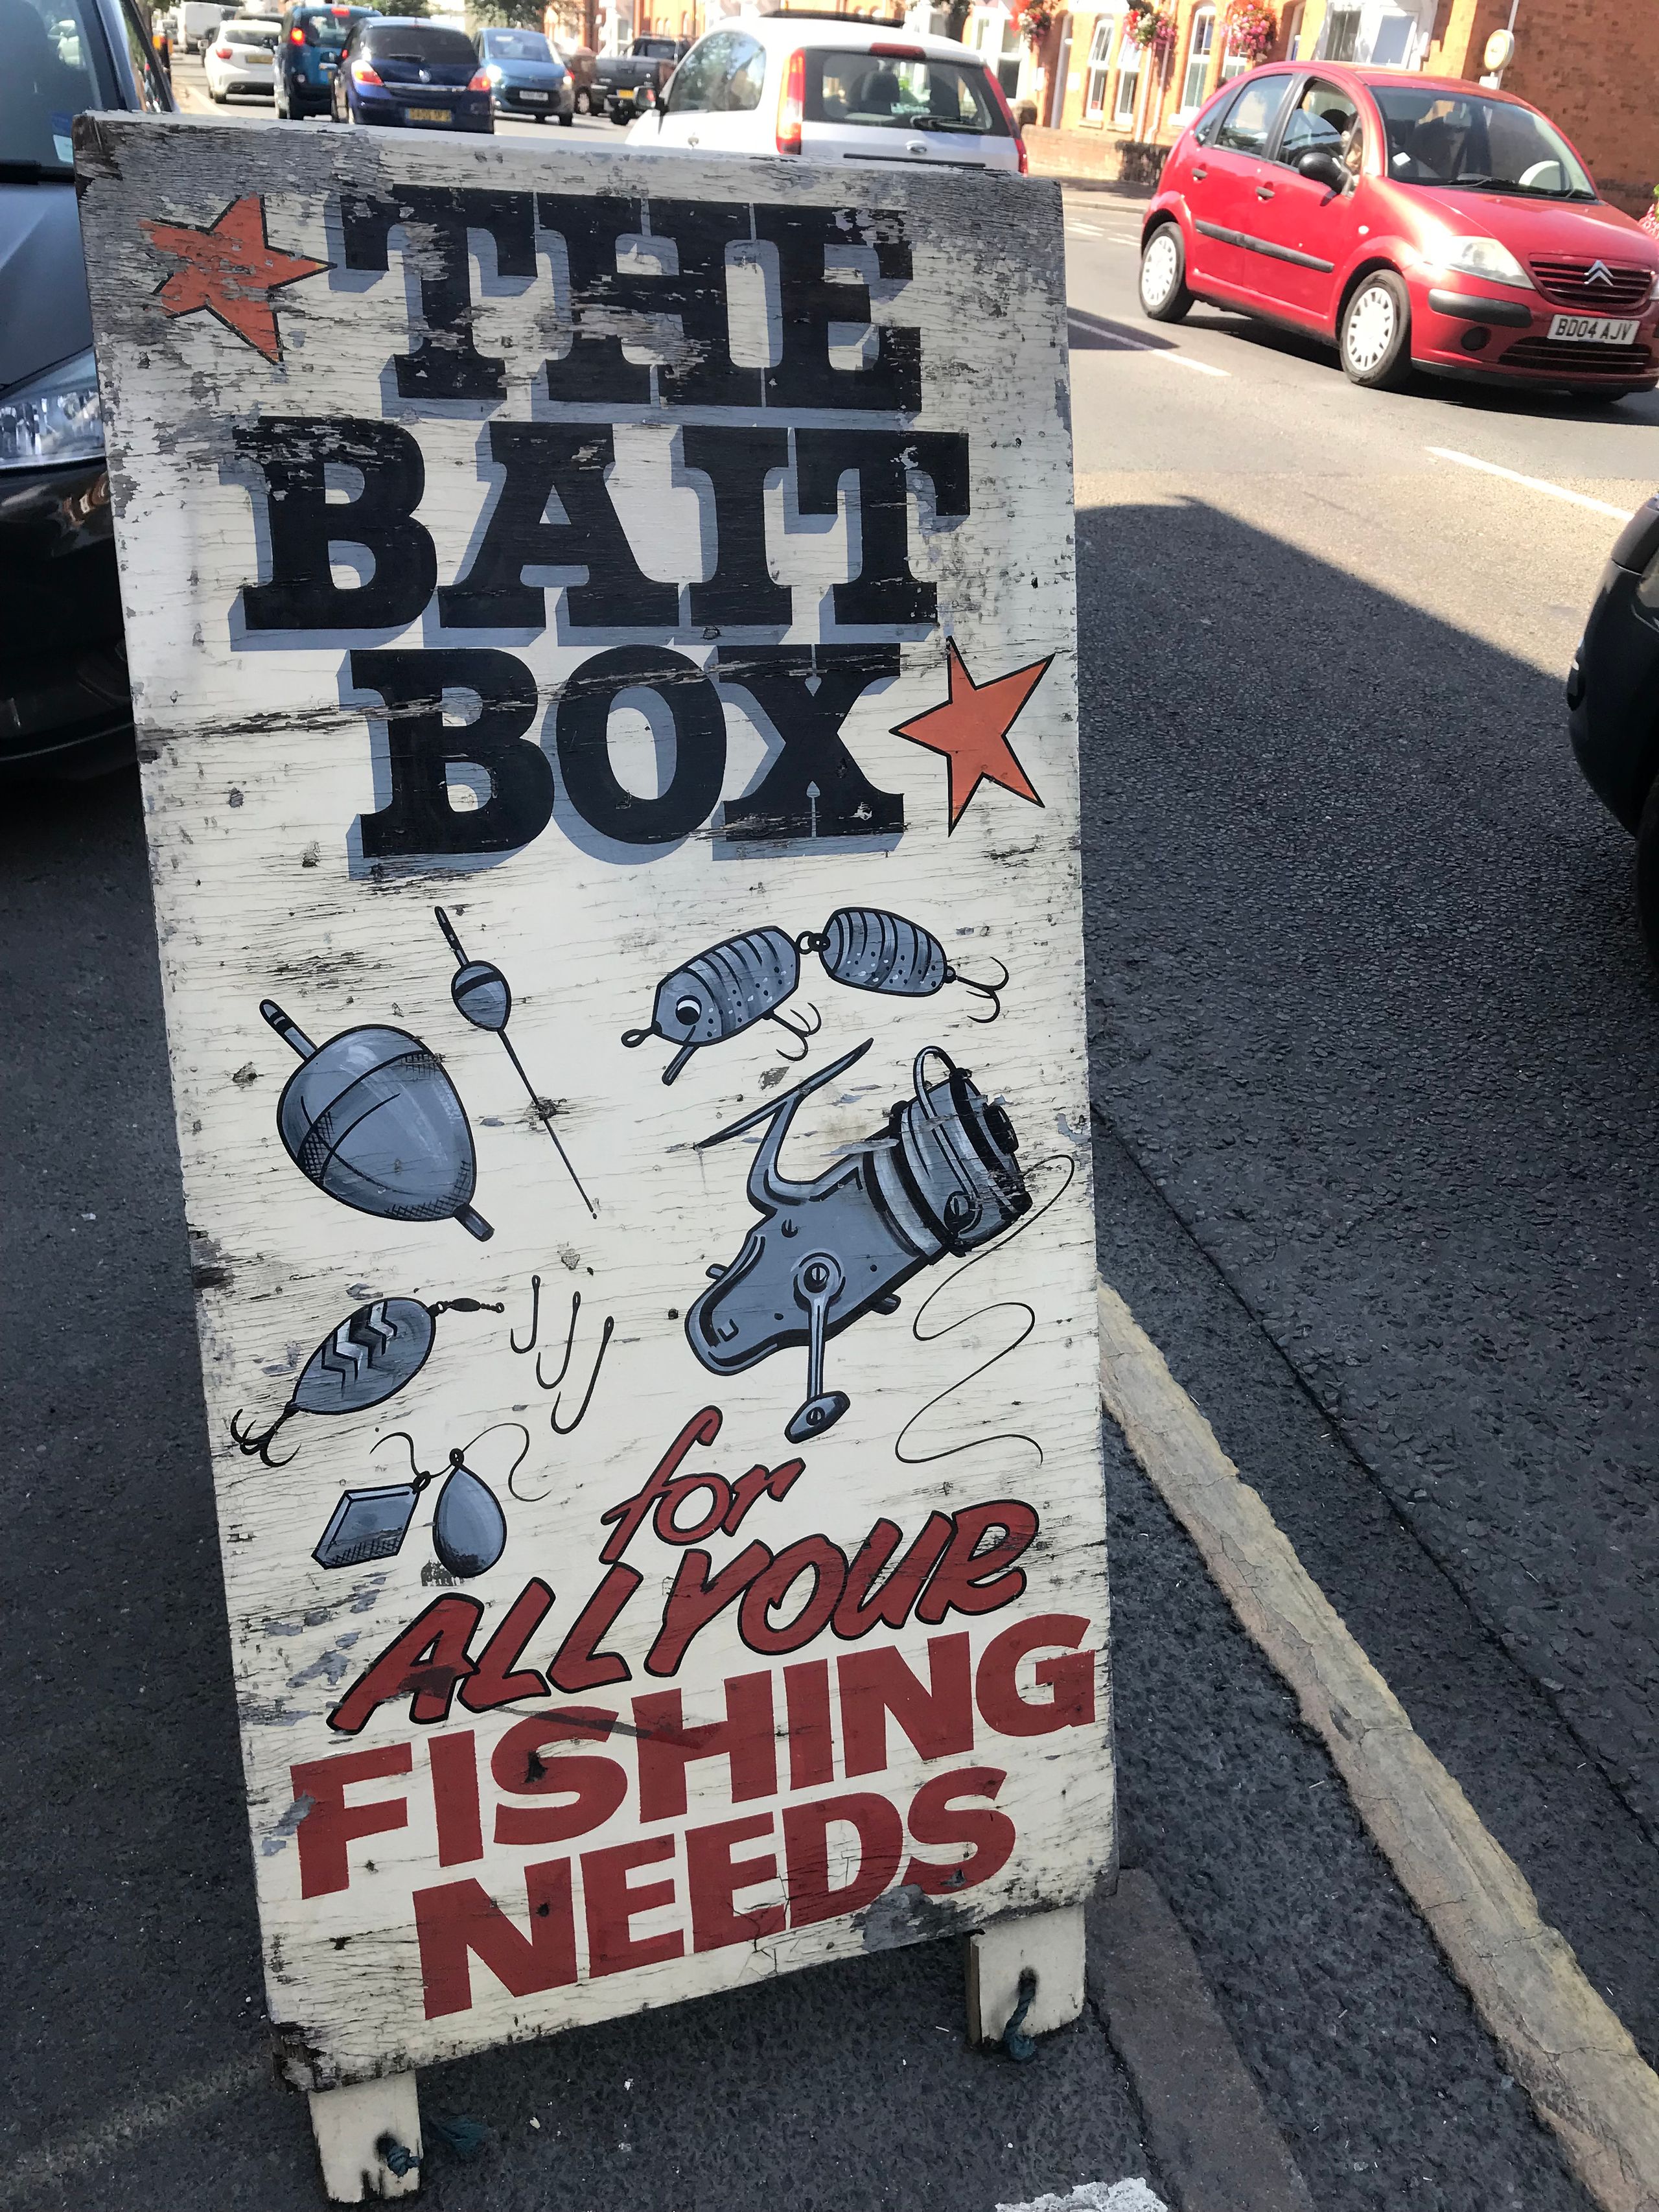 THE
BAIT
BOX
for
ALL YOUR
FISHING
NEEDS
BD04 AJV